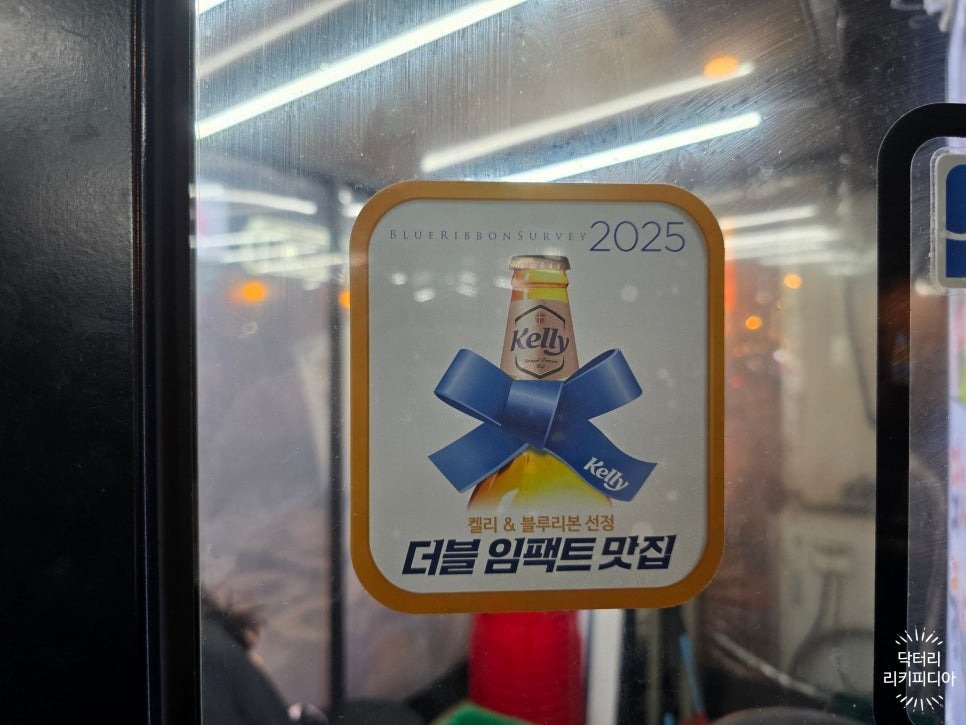 BLUERIBBONSURVEY 2025
Kelly
Kelly
켈리 & 블루리본 선정
더블 임팩트 맛집
닥터리
리키피디아